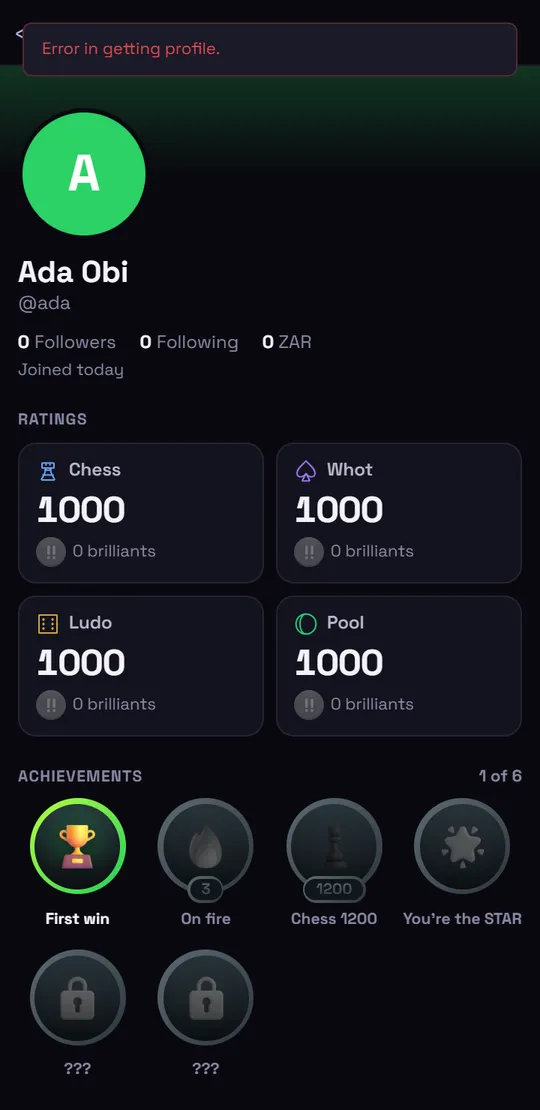 <
Error in getting profile.
A
Ada Obi
@ada
0 Followers 0 Following 0 ZAR
Joined today
RATINGS
Chess
1000
!! 0 brilliants
Whot
1000
!! 0 brilliants
Ludo
1000
!! 0 brilliants
Pool
1000
!! 0 brilliants
ACHIEVEMENTS 1 of 6
3 1200
First win On fire Chess 1200 You're the STAR
??? ???